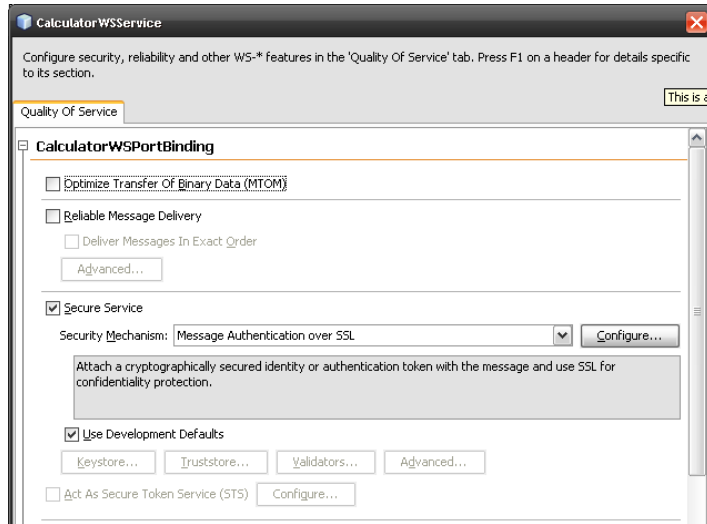 CalculatorWSService
Configure security, reliability and other WS-* features in the 'Quality Of Service' tab. Press F1 on a header for details specific
to its section.
This is a
Quality Of Service
CalculatorWSPortBinding
Optimize Transfer Of Binary Data (MTOM)
Reliable Message Delivery
Deliver Messages In Exact Order
Advanced...
Secure Service
Security Mechanism: Message Authentication over SSL Configure...
Attach a cryptographically secured identity or authentication token with the message and use SSL for
confidentiality protection.
Use Development Defaults
Keystore... Truststore... Validators... Advanced...
Act As Secure Token Service (STS) Configure...